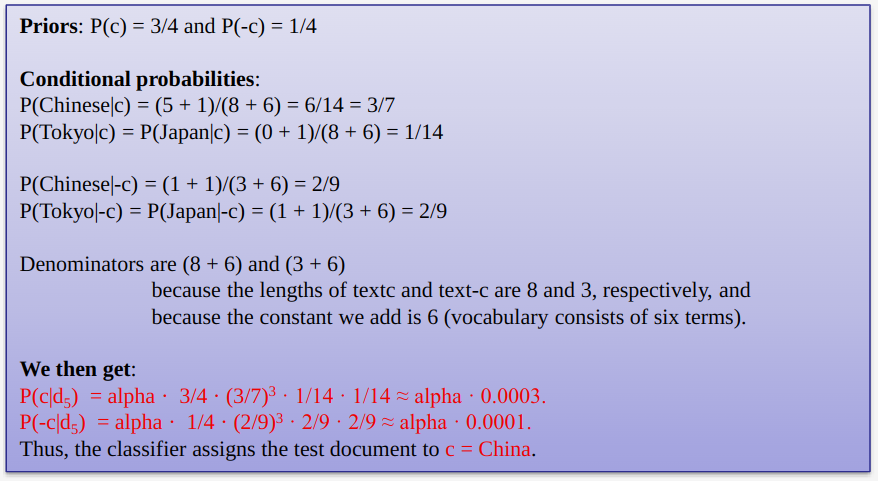 Priors: P(c) = 3/4 and P(-c) = 1/4
Conditional probabilities:
P(Chinese|c) = (5 + 1)/(8 + 6) = 6/14 = 3/7
P(Tokyo|c) = P(Japan|c) = (0 + 1)/(8 + 6) = 1/14
P(Chinese|-c) = (1 + 1)/(3 + 6) = 2/9
P(Tokyo|-c) = P(Japan|-c) = (1 + 1)/(3 + 6) = 2/9
Denominators are (8 + 6) and (3 + 6)
because the lengths of textc and text-c are 8 and 3, respectively, and
because the constant we add is 6 (vocabulary consists of six terms).
We then get:
P(c|d₅) = alpha · 3/4 · (3/7)³ · 1/14 · 1/14 ≈ alpha · 0.0003.
P(-c|d₅) = alpha · 1/4 · (2/9)³ · 2/9 · 2/9 ≈ alpha · 0.0001.
Thus, the classifier assigns the test document to c = China.